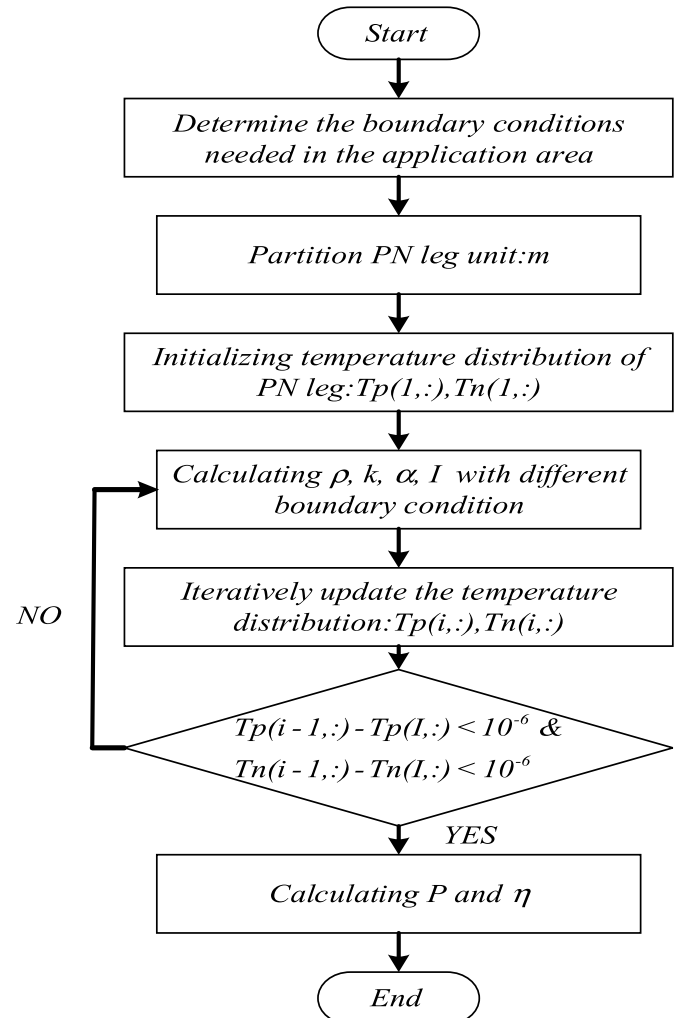 Start
Determine the boundary conditions
needed in the application area
Partition PN leg unit:m
Initializing temperature distribution of
PN leg:Tp(1,:),Tn(1,:)
Calculating ρ, k, α, I with different
boundary condition
Iteratively update the temperature
distribution:Tp(i,:),Tn(i,:)
NO
Tp(i - 1,:) - Tp(I,:) < 10⁻⁶ &
Tn(i - 1,:) - Tn(I,:) < 10⁻⁶
YES
Calculating P and η
End